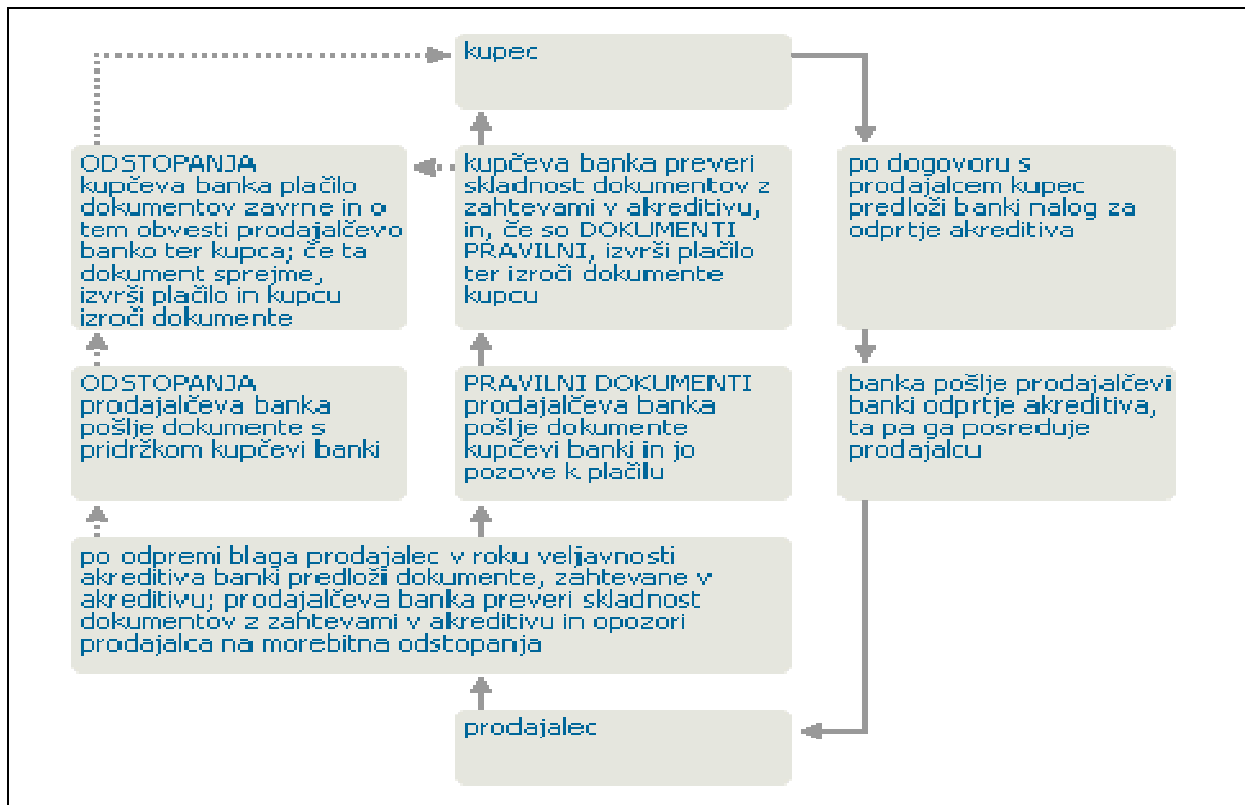 kupec
ODSTOPANJA
kupčeva banka plačilo
dokumentov zavrne in o
tem obvesti prodajalčevo
banko ter kupca; če ta
dokument sprejme,
izvrši plačilo in kupcu
izroči dokumente
kupčeva banka preveri
skladnost dokumentov z
zahtevami v akreditivu,
in, če so DOKUMENTI
PRAVILNI, izvrši plačilo
ter izroči dokumente
kupcu
po dogovoru s
prodajalcem kupec
predloži banki nalog za
odprtje akreditiva
ODSTOPANJA
prodajalčeva banka
pošlje dokumente s
pridržkom kupčevi banki
PRAVILNI DOKUMENTI
prodajalčeva banka
pošlje dokumente
kupčevi banki in jo
pozove k plačilu
banka pošlje prodajalčevi
banki odprtje akreditiva,
ta pa ga posreduje
prodajalcu
po odpremi blaga prodajalec v roku veljavnosti
akreditiva banki predloži dokumente, zahtevane v
akreditivu; prodajalčeva banka preveri skladnost
dokumentov z zahtevami v akreditivu in opozori
prodajalca na morebitna odstopanja
prodajalec